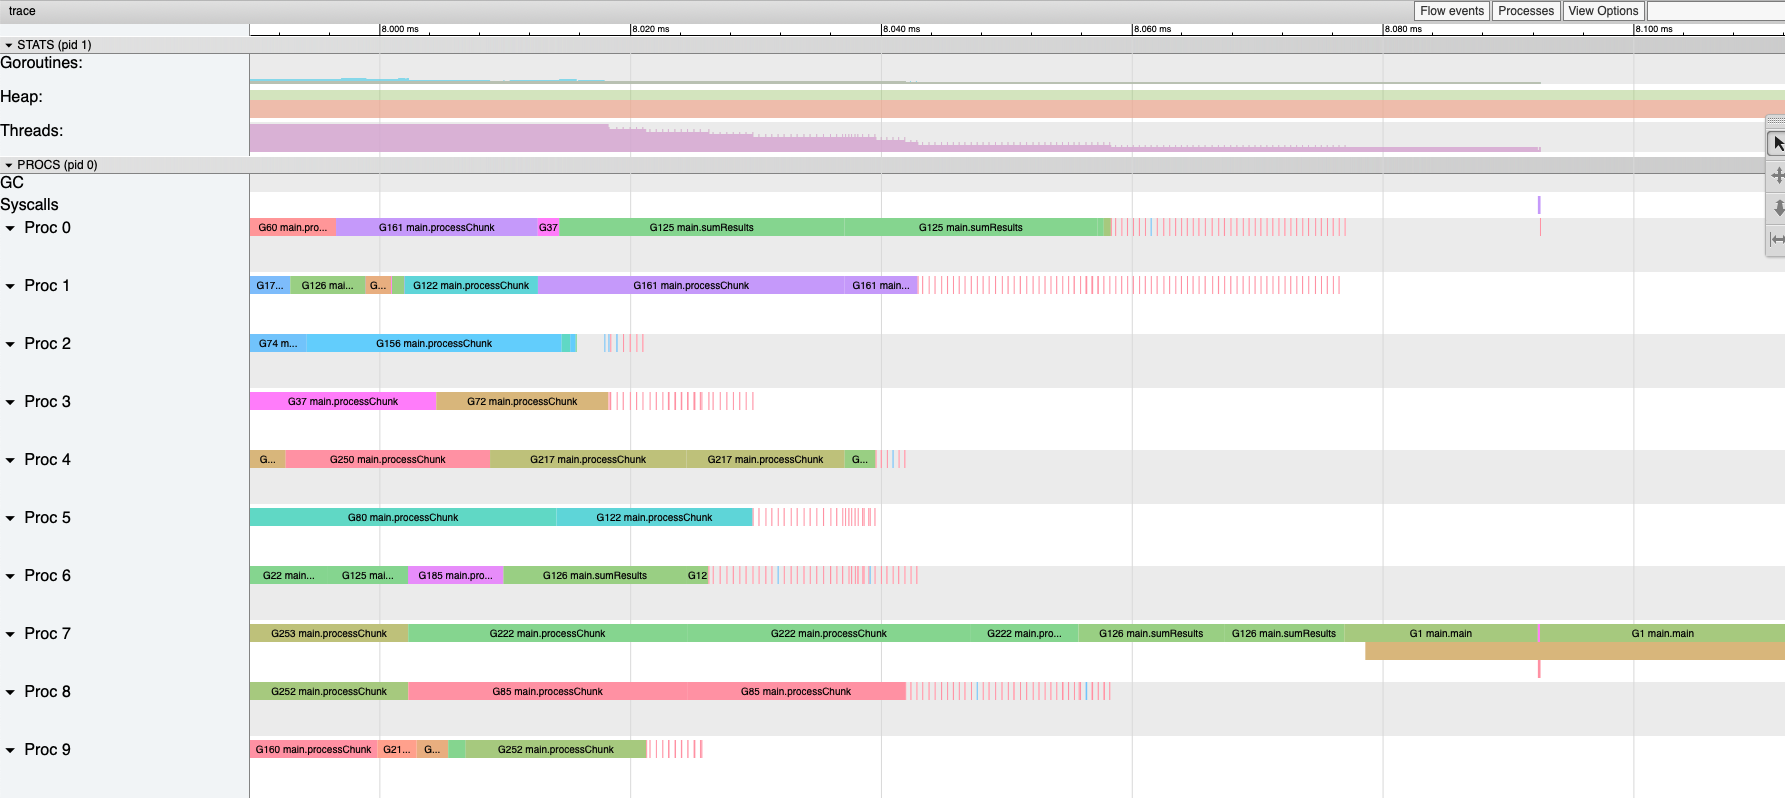 trace
Flow events Processes View Options
8.000 ms 8.020 ms 8.040 ms 8.060 ms 8.080 ms 8.100 ms
STATS (pid 1)
Goroutines:
Heap:
Threads:
PROCS (pid 0)
GC
Syscalls
Proc 0 G60 main.pro... G161 main.processChunk G37 G125 main.sumResults G125 main.sumResults
Proc 1 G17... G126 mai... G... G122 main.processChunk G161 main.processChunk G161 main...
Proc 2 G74 m... G156 main.processChunk
Proc 3 G37 main.processChunk G72 main.processChunk
Proc 4 G... G250 main.processChunk G217 main.processChunk G217 main.processChunk G...
Proc 5 G80 main.processChunk G122 main.processChunk
Proc 6 G22 main... G125 mai... G185 main.pro... G126 main.sumResults G12
Proc 7 G253 main.processChunk G222 main.processChunk G222 main.processChunk G222 main.pro... G126 main.sumResults G126 main.sumResults G1 main.main G1 main.main
Proc 8 G252 main.processChunk G85 main.processChunk G85 main.processChunk
Proc 9 G160 main.processChunk G21... G... G252 main.processChunk